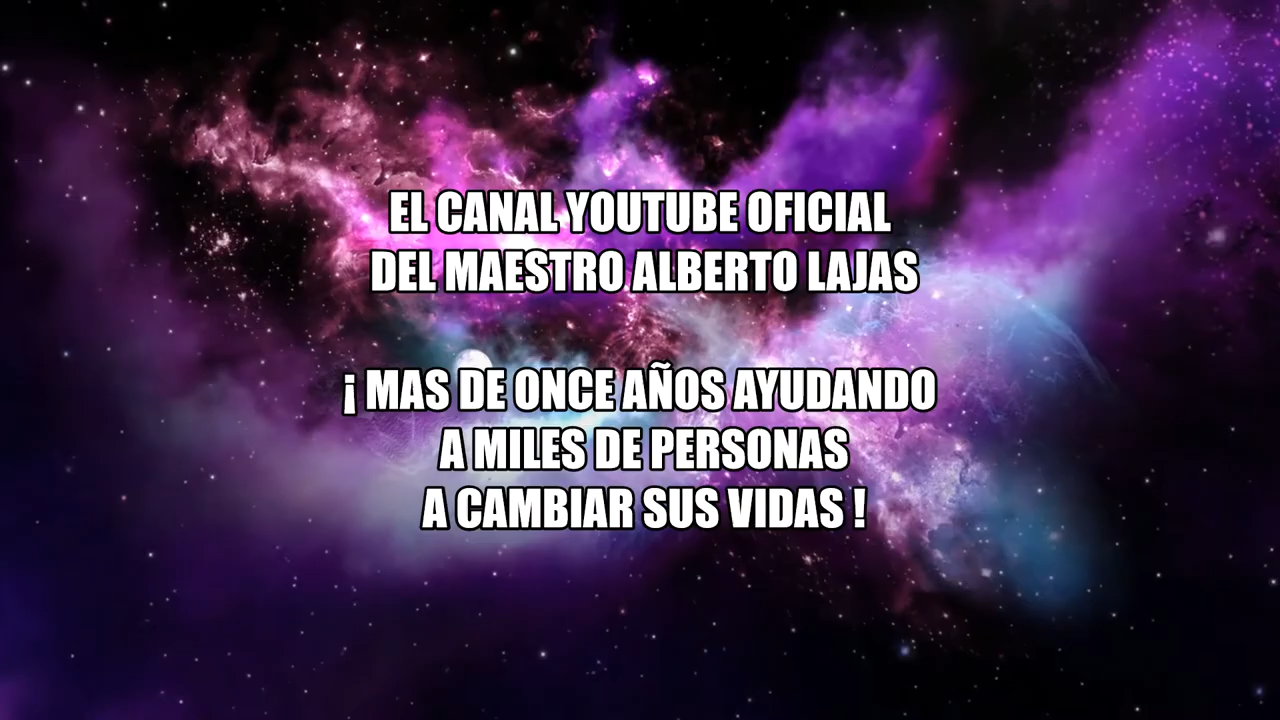 EL CANAL YOUTUBE OFICIAL
DEL MAESTRO ALBERTO LAJAS
¡ MAS DE ONCE AÑOS AYUDANDO
A MILES DE PERSONAS
A CAMBIAR SUS VIDAS !